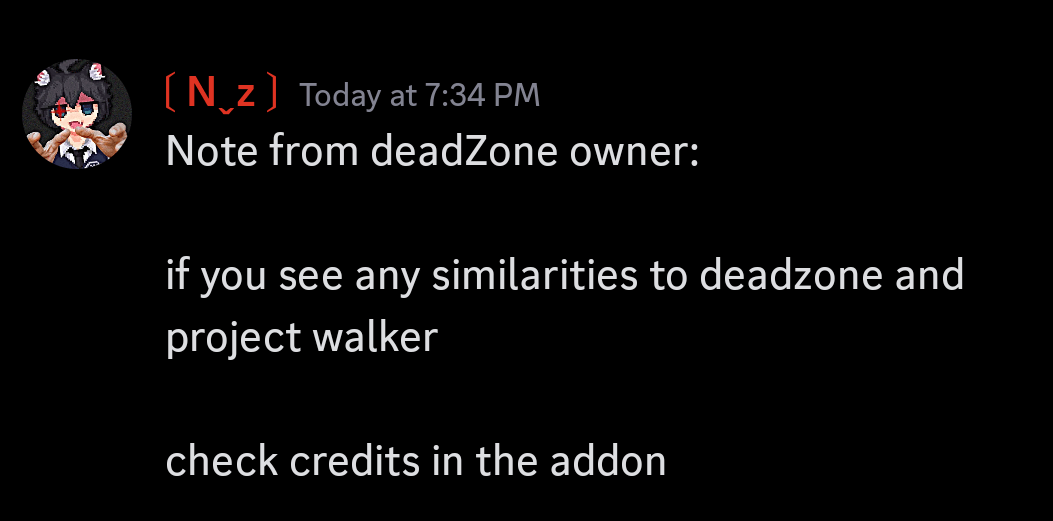 〔 N˯z 〕 Today at 7:34 PM
Note from deadZone owner:
if you see any similarities to deadzone and
project walker
check credits in the addon